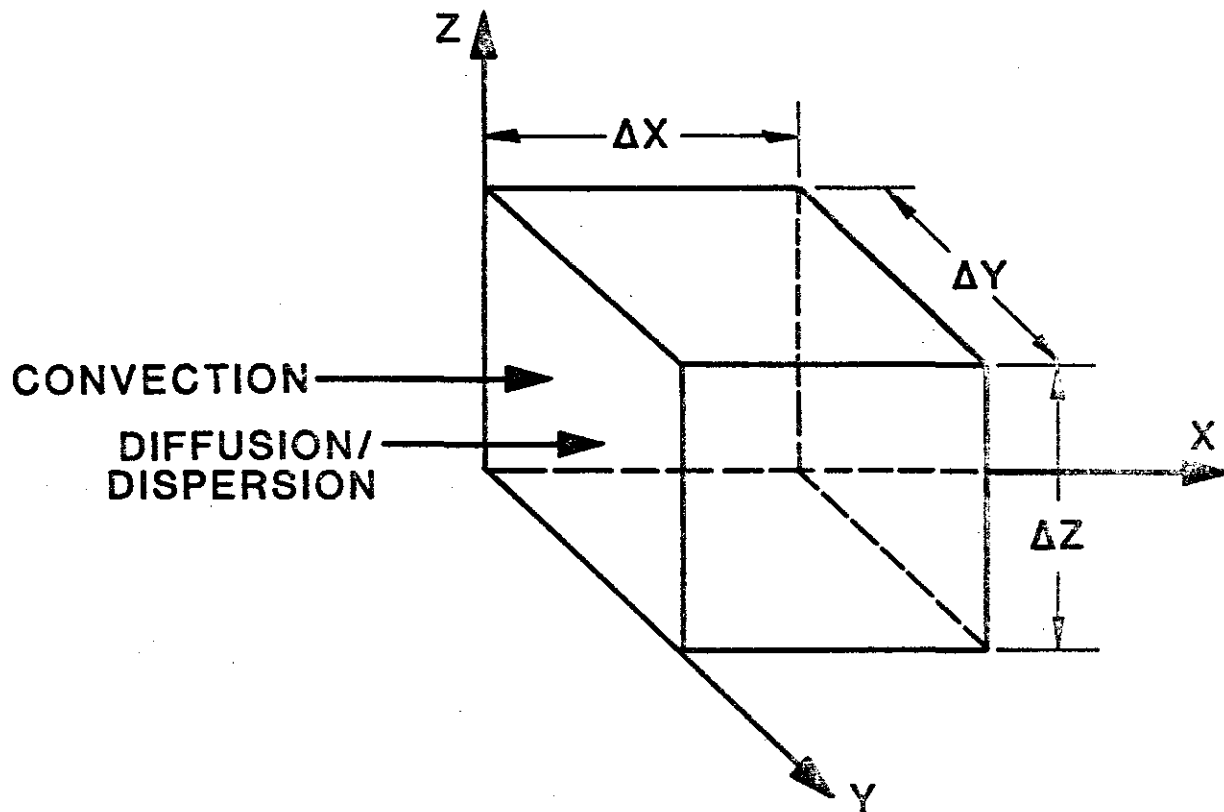 Z
ΔX
ΔY
CONVECTION
DIFFUSION/
DISPERSION
X
ΔZ
Y